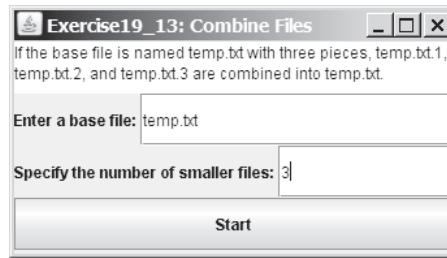 Exercise19_13: Combine Files
If the base file is named temp.txt with three pieces, temp.txt.1,
temp.txt.2, and temp.txt.3 are combined into temp.txt.
Enter a base file: temp.txt
Specify the number of smaller files: 3
Start